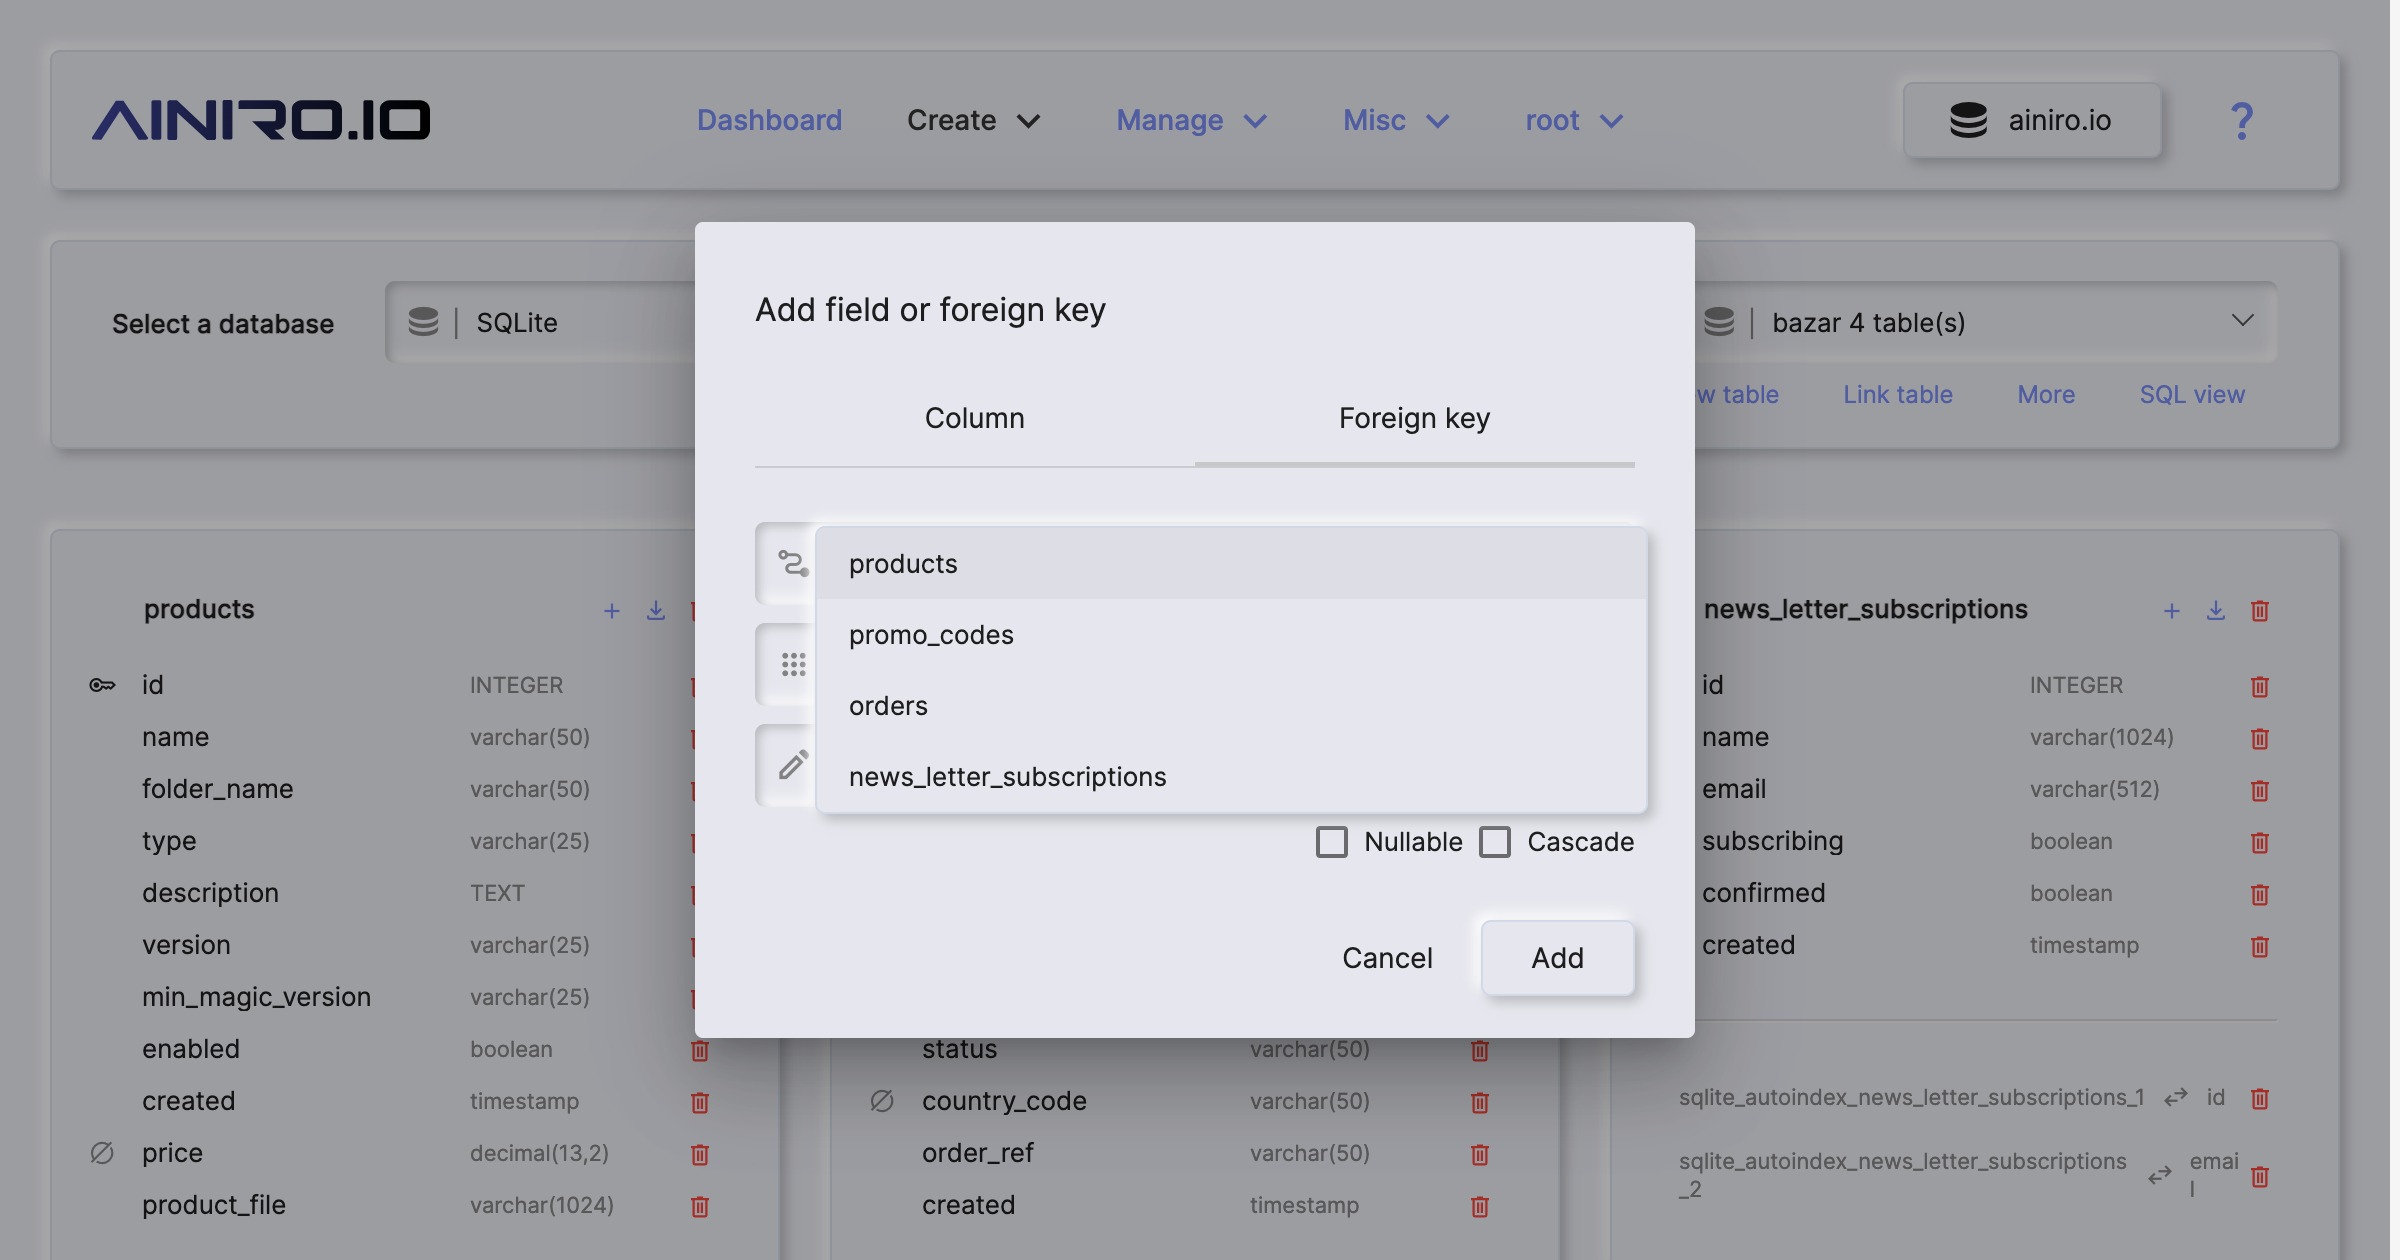 AINIRO.IO
Dashboard
Create
Manage
Misc
root
ainiro.io
?
Select a database
SQLite
bazar 4 table(s)
table
Link table
More
SQL view
Add field or foreign key
Column
Foreign key
products
promo_codes
orders
news_letter_subscriptions
Nullable
Cascade
Cancel
Add
products
id INTEGER
name varchar(50)
folder_name varchar(50)
type varchar(25)
description TEXT
version varchar(25)
min_magic_version varchar(25)
enabled boolean
created timestamp
price decimal(13,2)
product_file varchar(1024)
status varchar(50)
country_code varchar(50)
order_ref varchar(50)
created timestamp
news_letter_subscriptions
id INTEGER
name varchar(1024)
email varchar(512)
subscribing boolean
confirmed boolean
created timestamp
sqlite_autoindex_news_letter_subscriptions_1 id
sqlite_autoindex_news_letter_subscriptions emai
_2 l